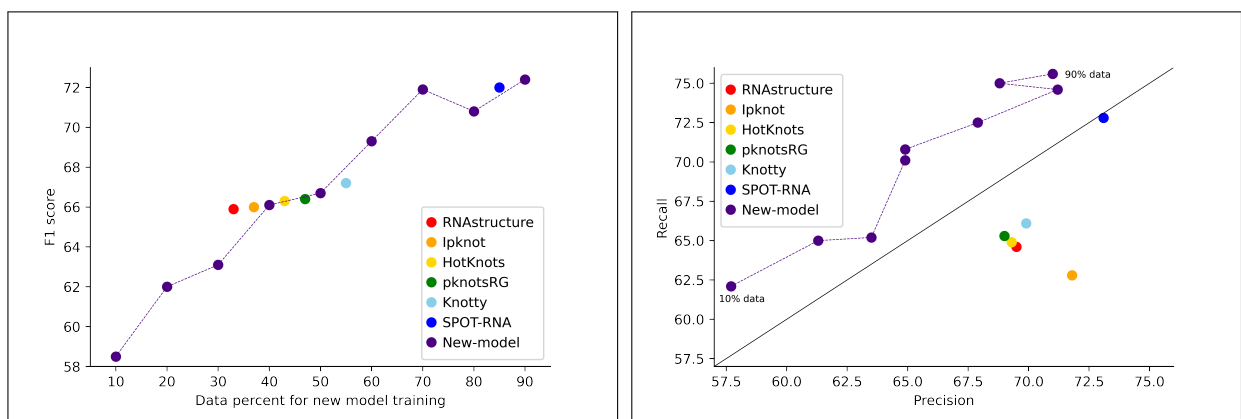 F1 score
72
70
68
66
64
62
60
58
10 20 30 40 50 60 70 80 90
Data percent for new model training
RNAstructure
Ipknot
HotKnots
pknotsRG
Knotty
SPOT-RNA
New-model
Recall
75.0
72.5
70.0
67.5
65.0
62.5
60.0
57.5
57.5 60.0 62.5 65.0 67.5 70.0 72.5 75.0
Precision
RNAstructure
Ipknot
HotKnots
pknotsRG
Knotty
SPOT-RNA
New-model
90% data
10% data